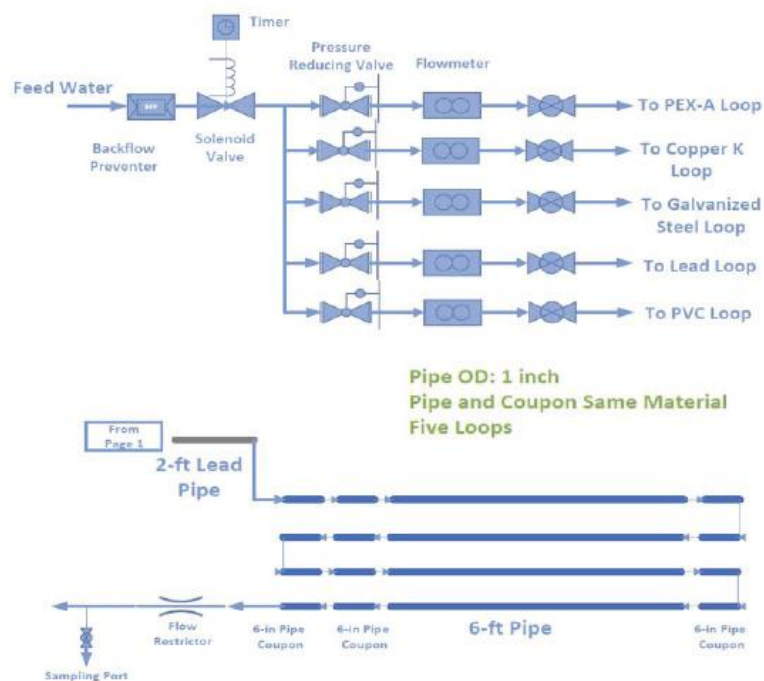 Timer
Pressure
Reducing Valve
Flowmeter
Feed Water
BFP
Backflow
Preventer
Solenoid
Valve
To PEX-A Loop
To Copper K
Loop
To Galvanized
Steel Loop
To Lead Loop
To PVC Loop
Pipe OD: 1 inch
Pipe and Coupon Same Material
Five Loops
From
Page 1
2-ft Lead
Pipe
Flow
Restrictor
6-in Pipe
Coupon
6-in Pipe
Coupon
6-ft Pipe
6-in Pipe
Coupon
Sampling Port